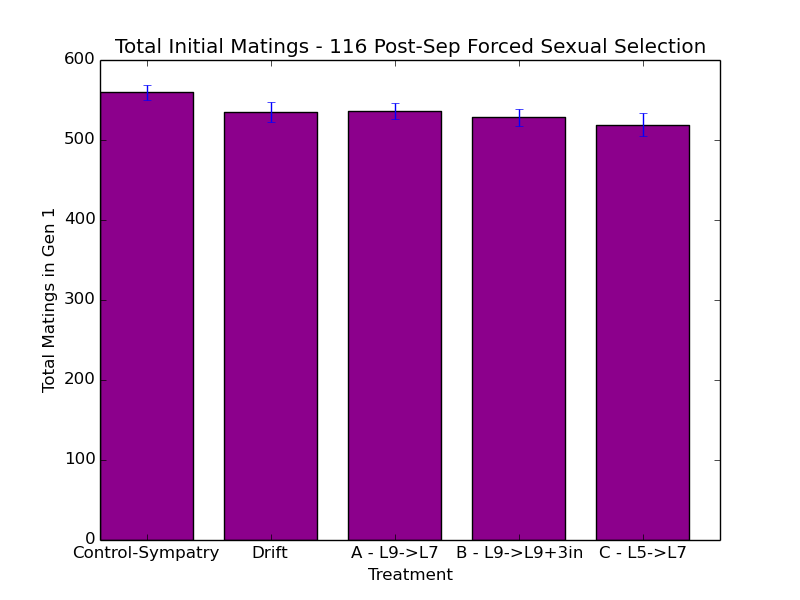 Total Initial Matings - 116 Post-Sep Forced Sexual Selection
600
500
400
300
200
100
0
Total Matings in Gen 1
Control-Sympatry Drift A - L9->L7 B - L9->L9+3in C - L5->L7
Treatment